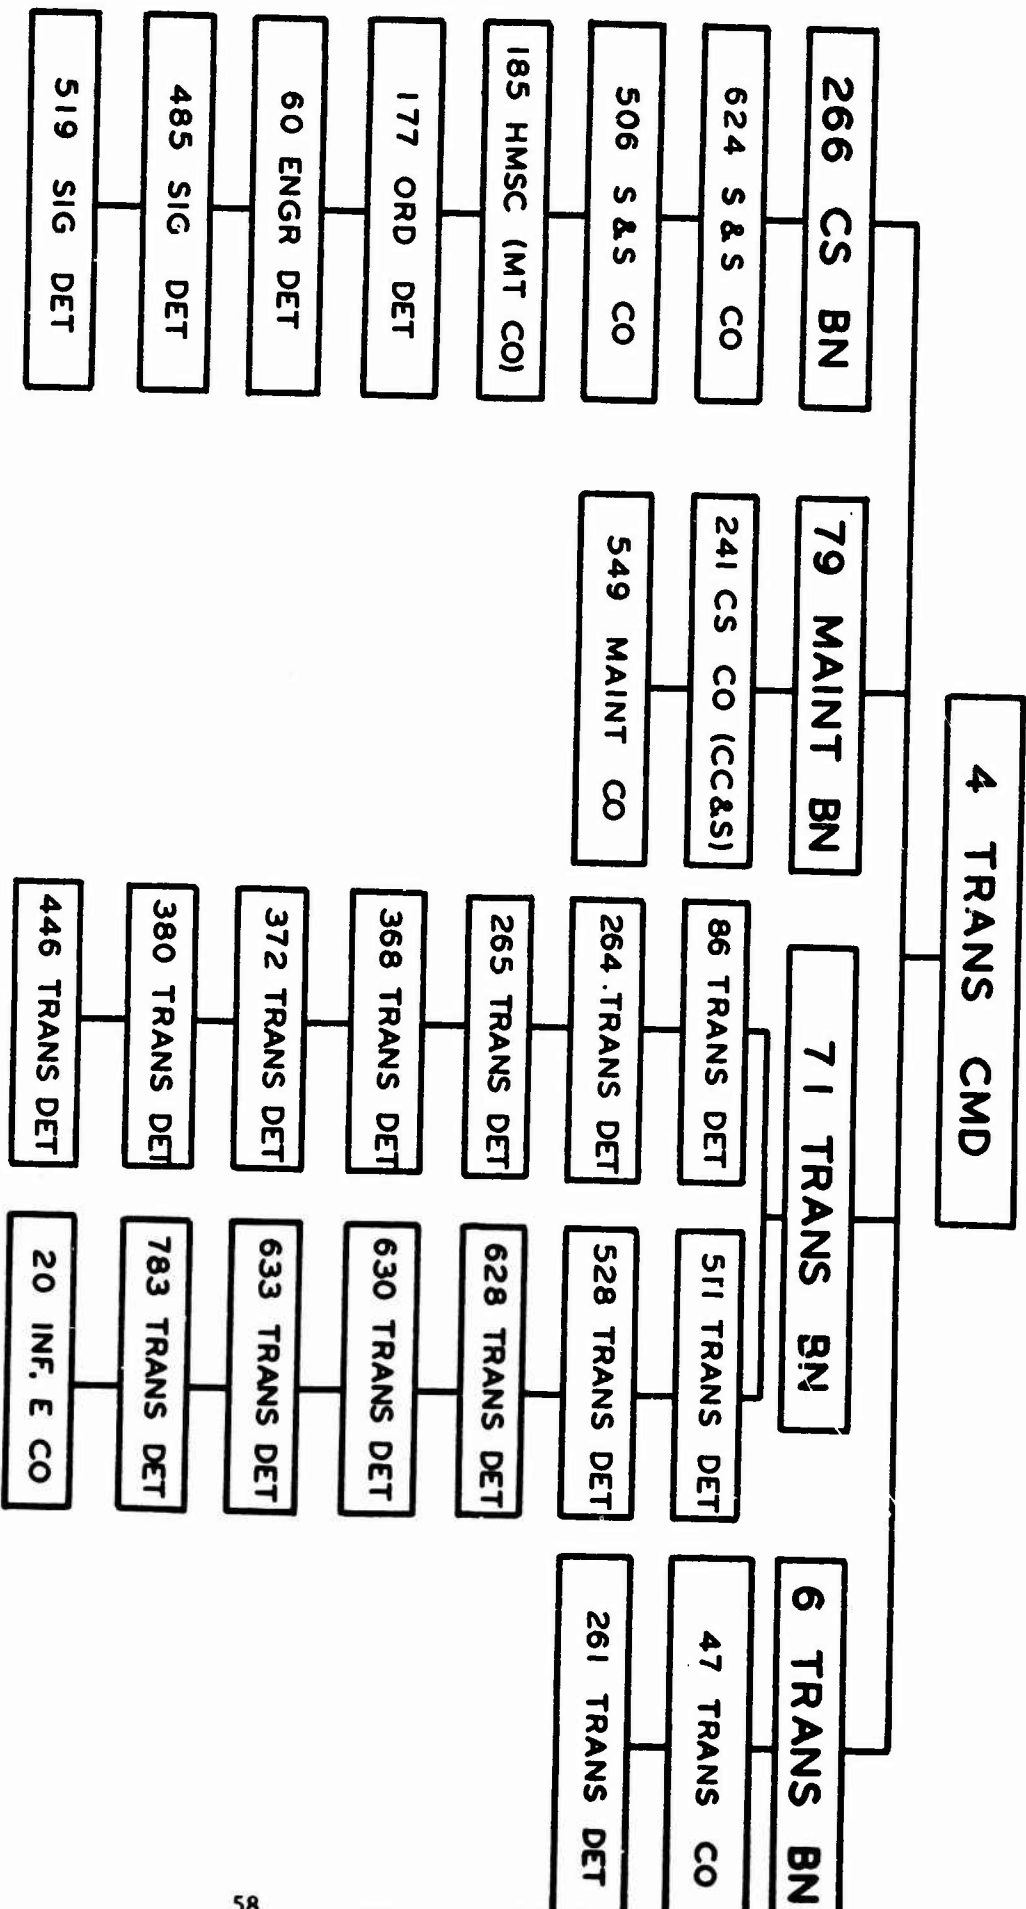 4 TRANS CMD
266 CS BN
624 S & S CO
506 S & S CO
185 HMSC (MT CO)
177 ORD DET
60 ENGR DET
485 SIG DET
519 SIG DET
79 MAINT BN
241 CS CO (CC&S)
549 MAINT CO
71 TRANS BN
86 TRANS DET
264 TRANS DET
265 TRANS DET
368 TRANS DET
372 TRANS DET
380 TRANS DET
446 TRANS DET
511 TRANS DET
528 TRANS DET
628 TRANS DET
630 TRANS DET
633 TRANS DET
783 TRANS DET
20 INF. E CO
6 TRANS BN
47 TRANS CO
261 TRANS DET
58